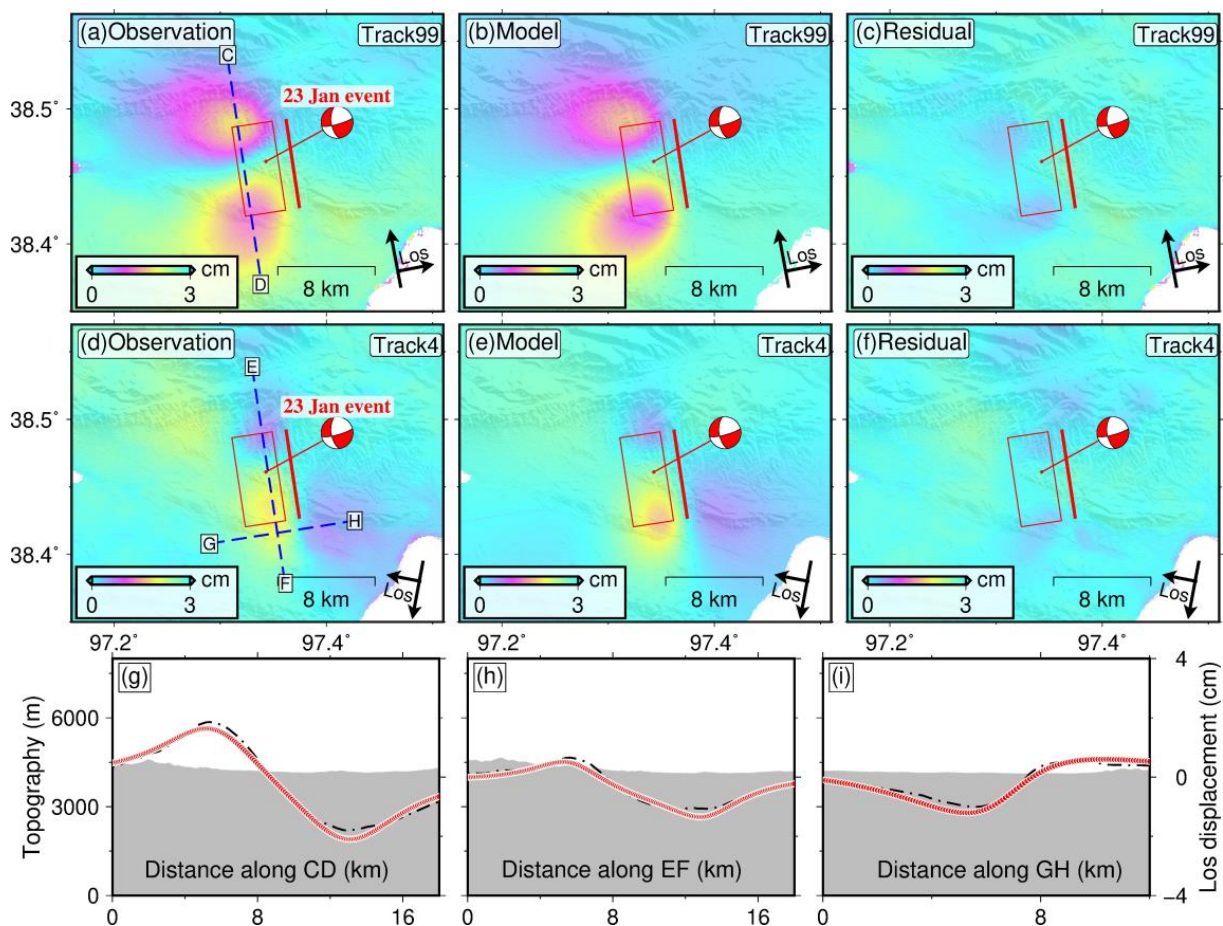 (a)Observation
Track99
C
23 Jan event
D
Los
cm
0 3
8 km
38.5°
38.4°
(b)Model
Track99
Los
cm
0 3
8 km
(c)Residual
Track99
Los
cm
0 3
8 km
(d)Observation
Track4
E
23 Jan event
G
H
F
Los
cm
0 3
8 km
38.5°
38.4°
(e)Model
Track4
Los
cm
0 3
8 km
(f)Residual
Track4
Los
cm
0 3
8 km
97.2° 97.4°
97.2° 97.4°
97.2° 97.4°
(g)
Topography (m)
6000
3000
0
Distance along CD (km)
0 8 16
(h)
Distance along EF (km)
0 8 16
(i)
Distance along GH (km)
0 8
4
0
−4
Los displacement (cm)